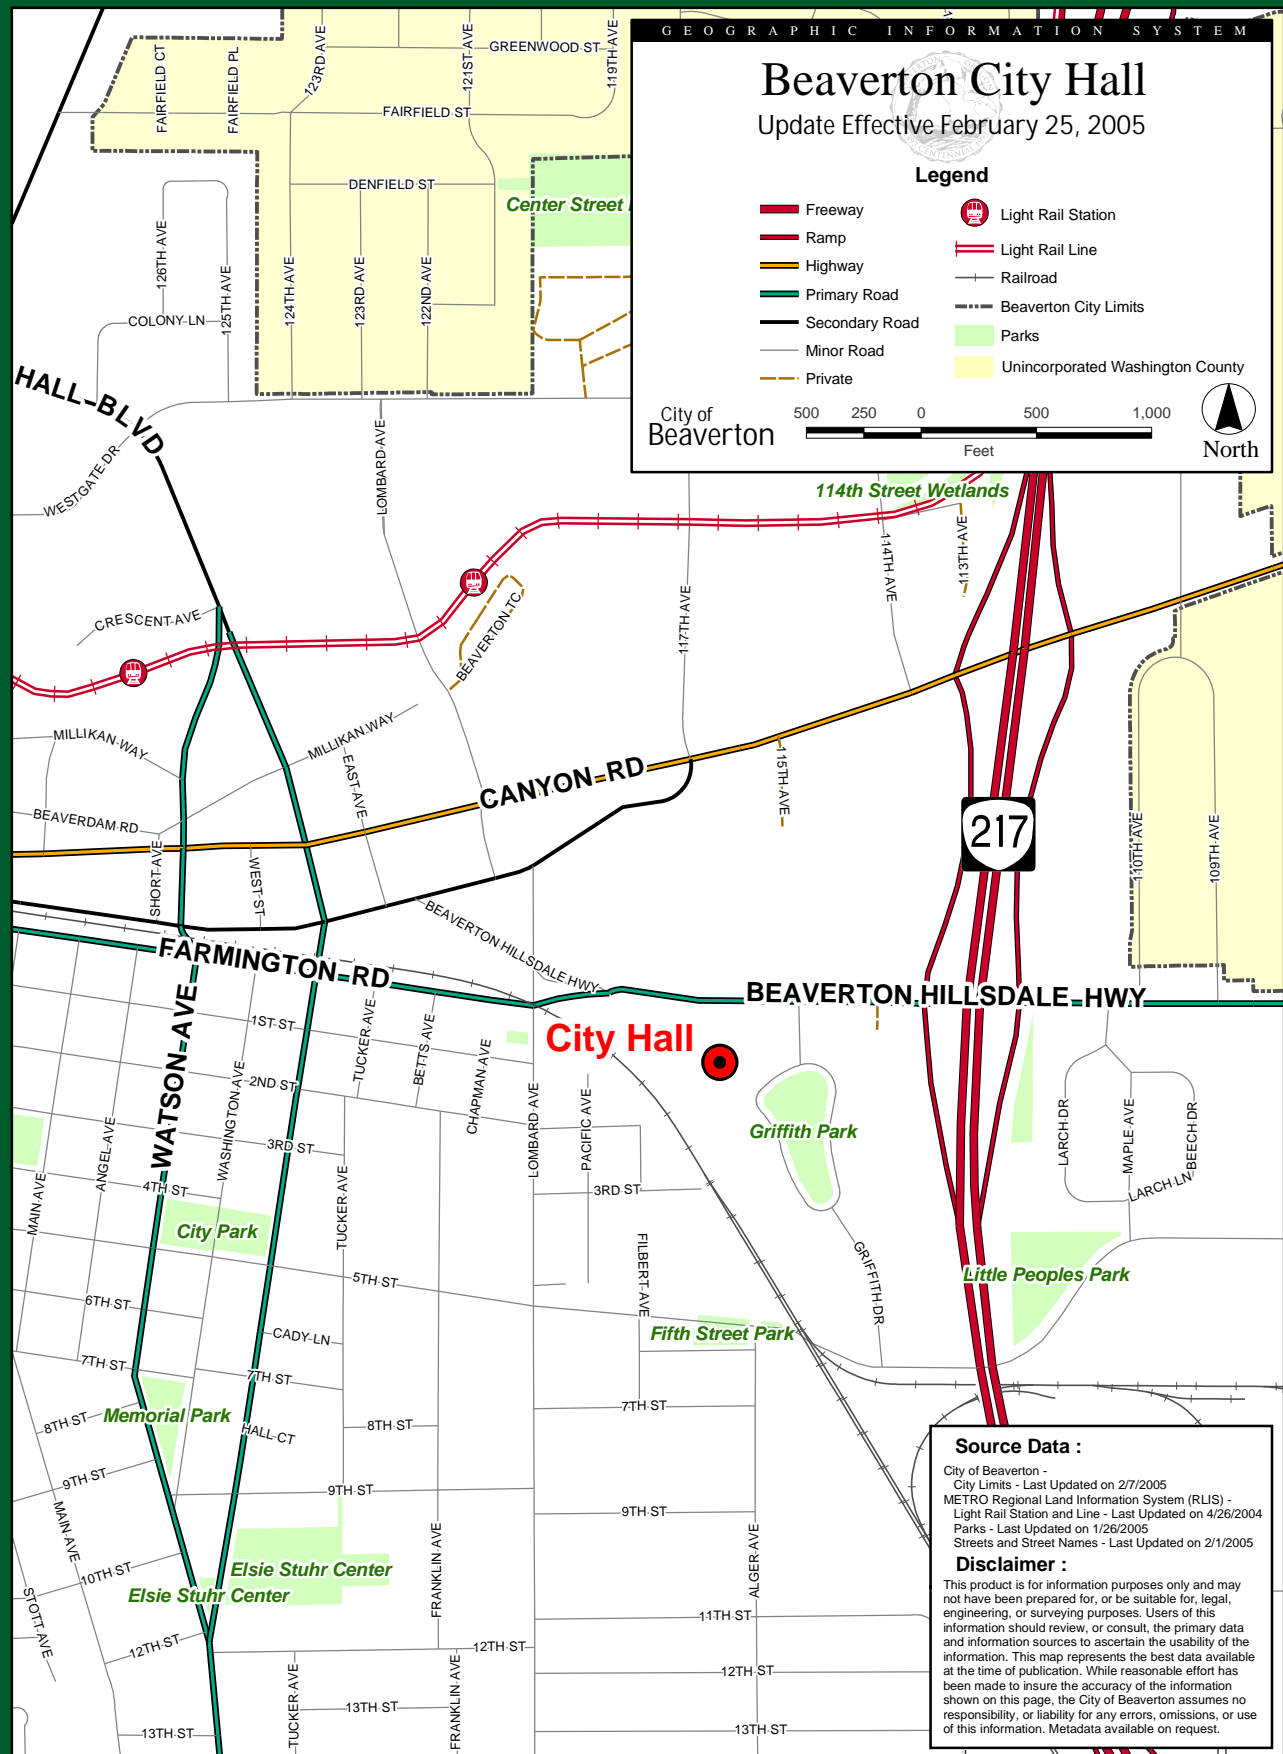 GEOGRAPHIC INFORMATION SYSTEM
Beaverton City Hall
Update Effective February 25, 2005
Legend
Freeway
Ramp
Highway
Primary Road
Secondary Road
Minor Road
Private
Light Rail Station
Light Rail Line
Railroad
Beaverton City Limits
Parks
Unincorporated Washington County
City of
Beaverton
500 250 0 500 1,000
Feet
North
FAIRFIELD CT
FAIRFIELD PL
123RD AVE
121ST AVE
GREENWOOD ST
119TH AVE
FAIRFIELD ST
DENFIELD ST
Center Street
126TH AVE
125TH AVE
124TH AVE
123RD AVE
122ND AVE
COLONY LN
HALL BLVD
WESTGATE DR
LOMBARD AVE
114th Street Wetlands
114TH AVE
113TH AVE
117TH AVE
CRESCENT AVE
BEAVERTON TC
MILLIKAN WAY
MILLIKAN WAY
EAST AVE
CANYON RD
115TH AVE
217
110TH AVE
109TH AVE
BEAVERDAM RD
SHORT AVE
WEST ST
BEAVERTON HILLSDALE HWY
FARMINGTON RD
BEAVERTON HILLSDALE HWY
WATSON AVE
1ST ST
TUCKER AVE
BETTS AVE
CHAPMAN AVE
City Hall
2ND ST
WASHINGTON AVE
LOMBARD AVE
PACIFIC AVE
Griffith Park
LARCH DR
MAPLE AVE
BEECH DR
LARCH LN
3RD ST
ANGEL AVE
MAIN AVE
4TH ST
TUCKER AVE
3RD ST
City Park
FILBERT AVE
GRIFFITH DR
5TH ST
Little Peoples Park
6TH ST
CADY LN
Fifth Street Park
7TH ST
7TH ST
Memorial Park
7TH ST
8TH ST
HALL CT
8TH ST
9TH ST
9TH ST
9TH ST
MAIN AVE
FRANKLIN AVE
ALGER AVE
10TH ST
Elsie Stuhr Center
Elsie Stuhr Center
STOTT AVE
11TH ST
12TH ST
12TH ST
12TH ST
TUCKER AVE
FRANKLIN AVE
13TH ST
13TH ST
13TH ST
Source Data :
City of Beaverton -
City Limits - Last Updated on 2/7/2005
METRO Regional Land Information System (RLIS) -
Light Rail Station and Line - Last Updated on 4/26/2004
Parks - Last Updated on 1/26/2005
Streets and Street Names - Last Updated on 2/1/2005
Disclaimer :
This product is for information purposes only and may
not have been prepared for, or be suitable for, legal,
engineering, or surveying purposes. Users of this
information should review, or consult, the primary data
and information sources to ascertain the usability of the
information. This map represents the best data available
at the time of publication. While reasonable effort has
been made to insure the accuracy of the information
shown on this page, the City of Beaverton assumes no
responsibility, or liability for any errors, omissions, or use
of this information. Metadata available on request.